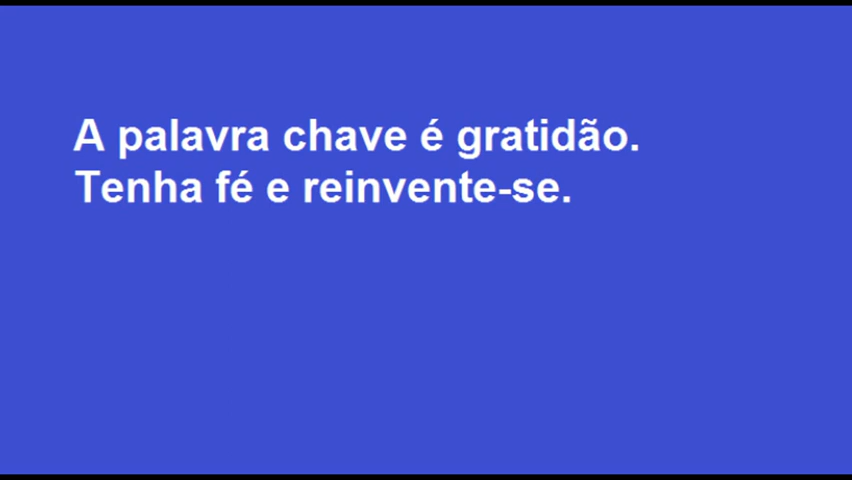 A palavra chave é gratidão.
Tenha fé e reinvente-se.